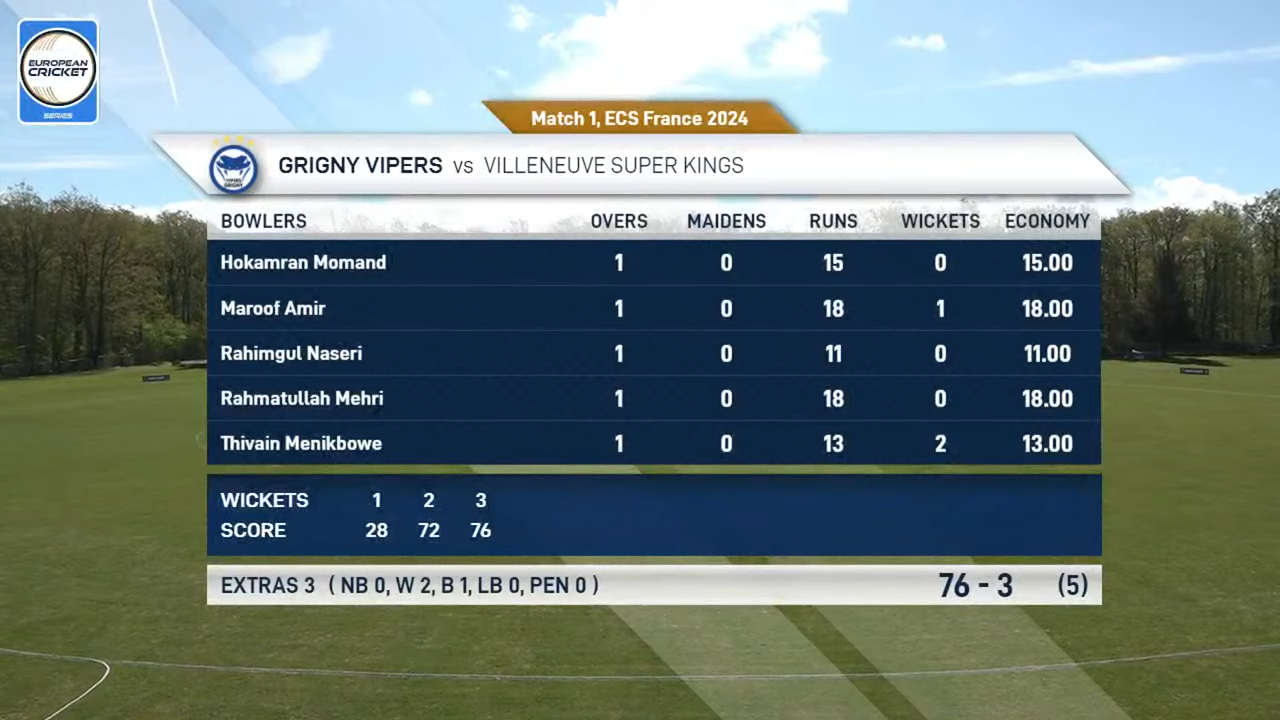 EUROPEAN
CRICKET
SERIES
Match 1, ECS France 2024
VIPERS
GRIGNY
GRIGNY VIPERS vs VILLENEUVE SUPER KINGS
BOWLERS OVERS MAIDENS RUNS WICKETS ECONOMY
Hokamran Momand 1 0 15 0 15.00
Maroof Amir 1 0 18 1 18.00
Rahimgul Naseri 1 0 11 0 11.00
Rahmatullah Mehri 1 0 18 0 18.00
Thivain Menikbowe 1 0 13 2 13.00
WICKETS 1 2 3
SCORE 28 72 76
EXTRAS 3 ( NB 0, W 2, B 1, LB 0, PEN 0 ) 76 - 3 (5)